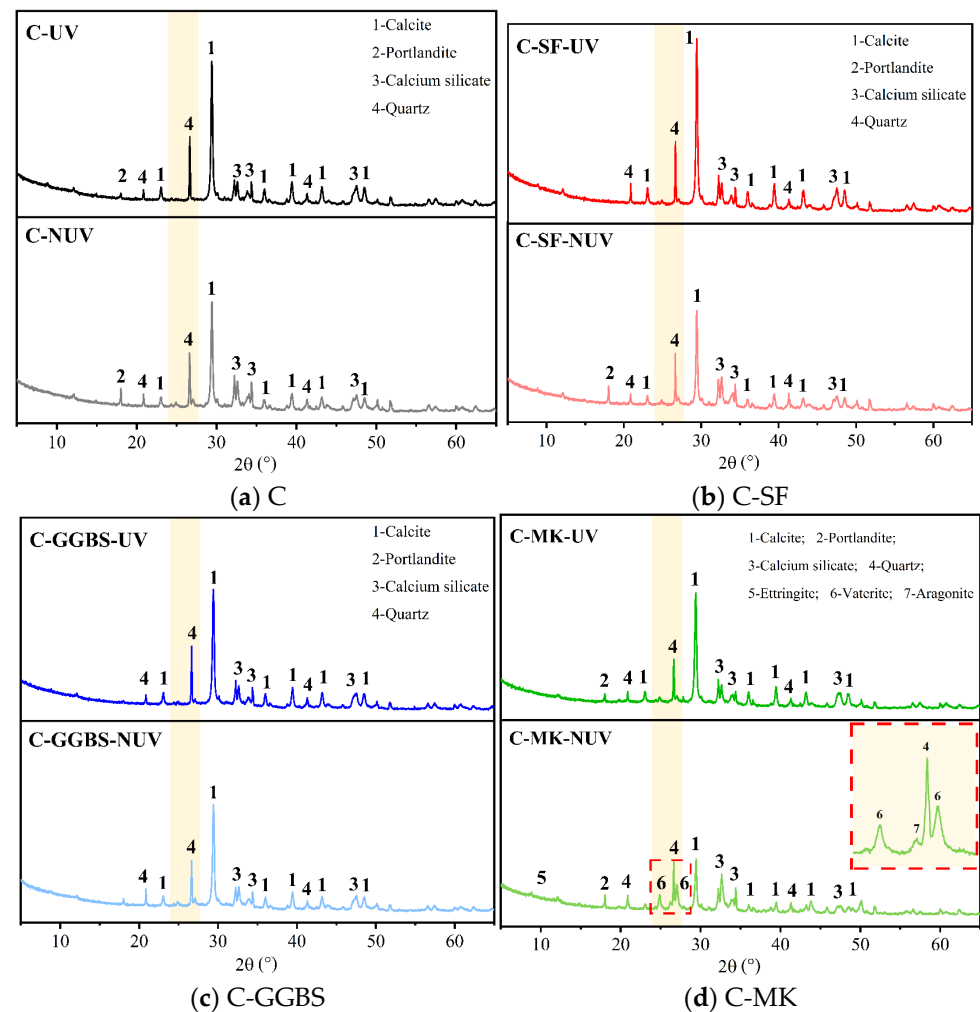 C-UV
1-Calcite
2-Portlandite
3-Calcium silicate
4-Quartz
1
4
2 4 1 3 3 1 1 4 1 3 1
C-NUV
1
4
2 4 1 3 3 1 1 4 1 3 1
10 20 30 40 50 60
2θ (°)
(a) C
C-SF-UV
1-Calcite
2-Portlandite
3-Calcium silicate
4-Quartz
1
4
4 1 3 3 1 1 4 1 3 1
C-SF-NUV
1
4
2 4 1 3 3 1 1 4 1 3 1
10 20 30 40 50 60
2θ (°)
(b) C-SF
C-GGBS-UV
1-Calcite
2-Portlandite
3-Calcium silicate
4-Quartz
1
4
4 1 3 3 1 1 4 1 3 1
C-GGBS-NUV
1
4
4 1 3 3 1 1 4 1 3 1
10 20 30 40 50 60
2θ (°)
(c) C-GGBS
C-MK-UV
1-Calcite; 2-Portlandite;
3-Calcium silicate; 4-Quartz;
5-Ettringite; 6-Vaterite; 7-Aragonite
1
4
2 4 1 3 3 1 1 4 1 3 1
C-MK-NUV
4
6 7 6
4 1
5 2 4 6 6 3 3 1 1 4 1 3 1
10 20 30 40 50 60
2θ (°)
(d) C-MK